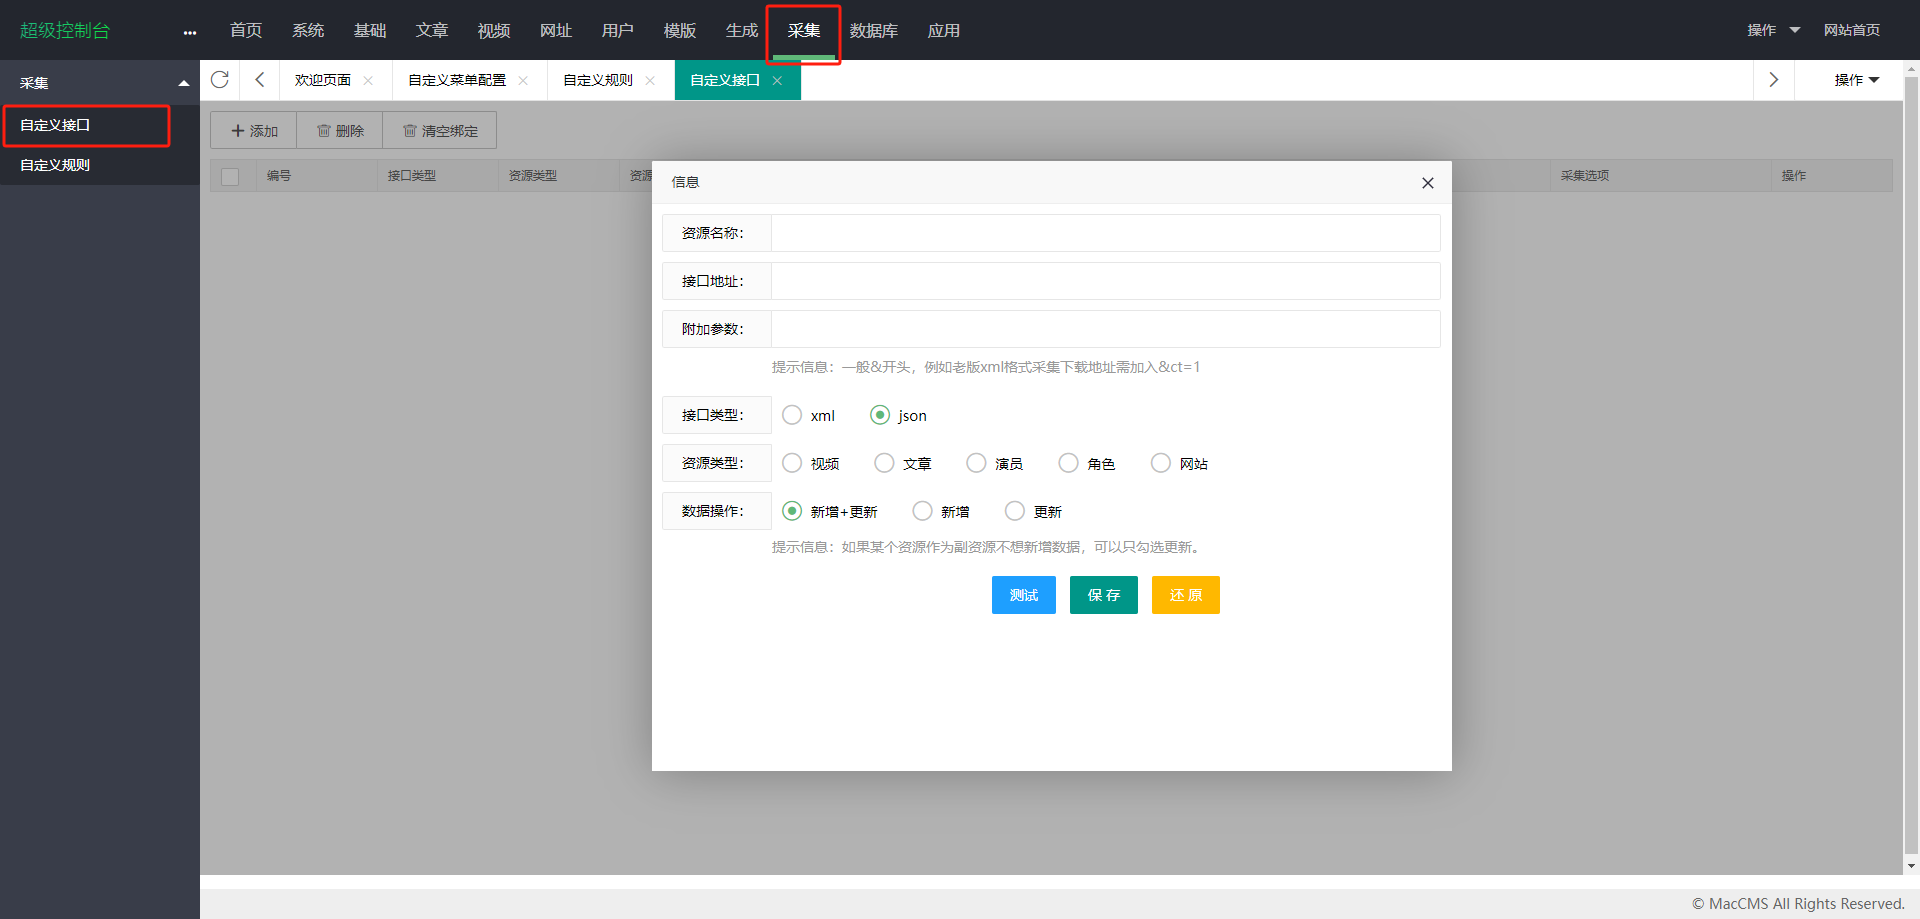 超级控制台 ... 首页 系统 基础 文章 视频 网址 用户 模版 生成 采集 数据库 应用 操作 网站首页
采集
自定义接口
自定义规则
欢迎页面 自定义菜单配置 自定义规则 自定义接口 操作
添加 删除 清空绑定
编号 接口类型 资源类型 资源 采集选项 操作
信息
资源名称：
接口地址：
附加参数：
提示信息：一般&开头，例如老版xml格式采集下载地址需加入&ct=1
接口类型： xml json
资源类型： 视频 文章 演员 角色 网站
数据操作： 新增+更新 新增 更新
提示信息：如果某个资源作为副资源不想新增数据，可以只勾选更新。
测试 保 存 还 原
© MacCMS All Rights Reserved.